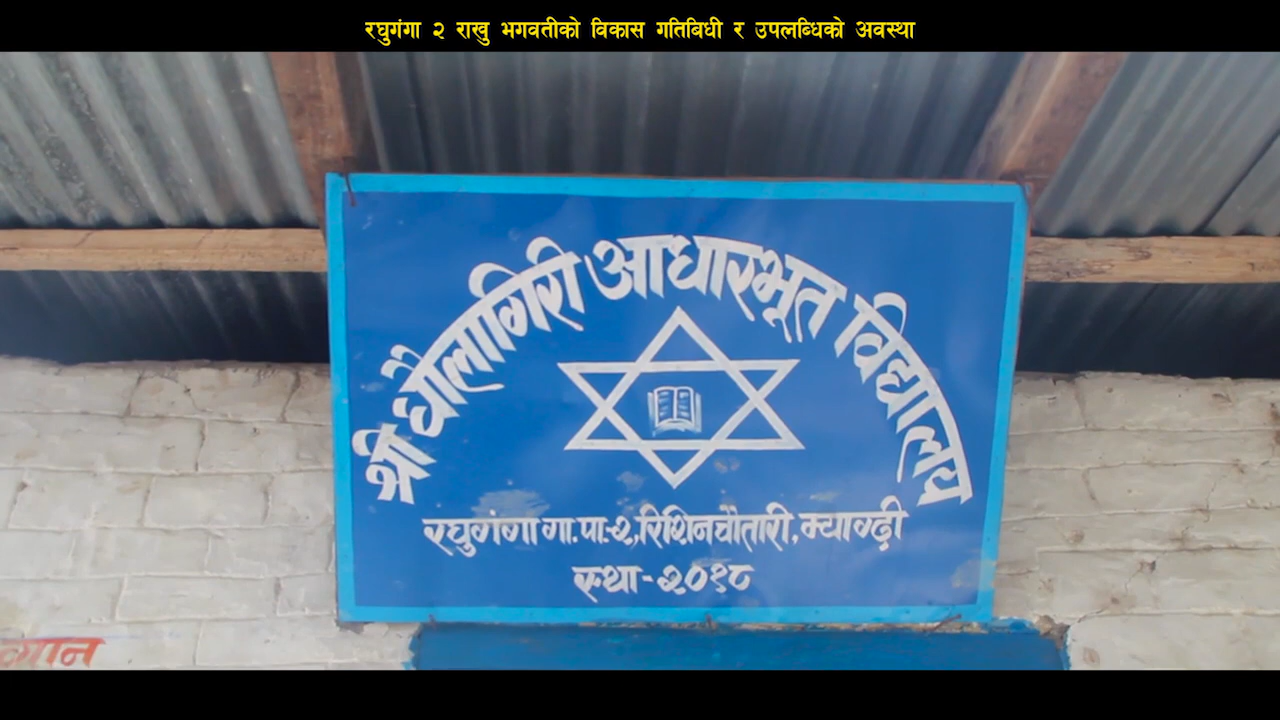 रघुगंगा २ राखु भगवतीको विकास गतिबिधी र उपलब्धिको अवस्था
श्री धौलागिरी आधारभूत विद्यालय
रघुगंगा गा.पा.-२,रिशिनचौतारी,म्याग्दी
स्था-२०१८